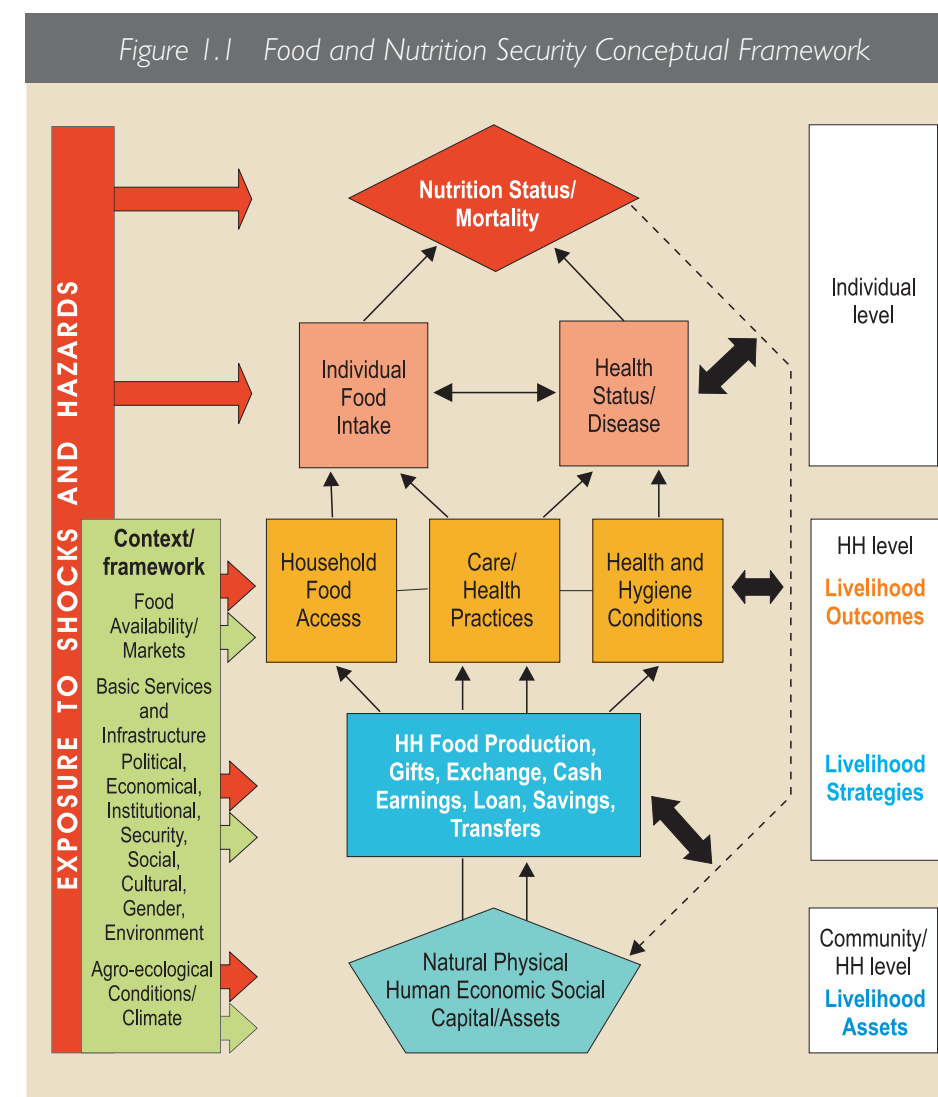 Figure 1.1 Food and Nutrition Security Conceptual Framework
EXPOSURE TO SHOCKS AND HAZARDS
Nutrition Status/
Mortality
Individual
level
Individual
Food
Intake
Health
Status/
Disease
Context/
framework
Food
Availability/
Markets
Basic Services
and
Infrastructure
Political,
Economical,
Institutional,
Security,
Social,
Cultural,
Gender,
Environment
Agro-ecological
Conditions/
Climate
Household
Food
Access
Care/
Health
Practices
Health and
Hygiene
Conditions
HH level
Livelihood
Outcomes
HH Food Production,
Gifts, Exchange, Cash
Earnings, Loan, Savings,
Transfers
Livelihood
Strategies
Natural Physical
Human Economic Social
Capital/Assets
Community/
HH level
Livelihood
Assets